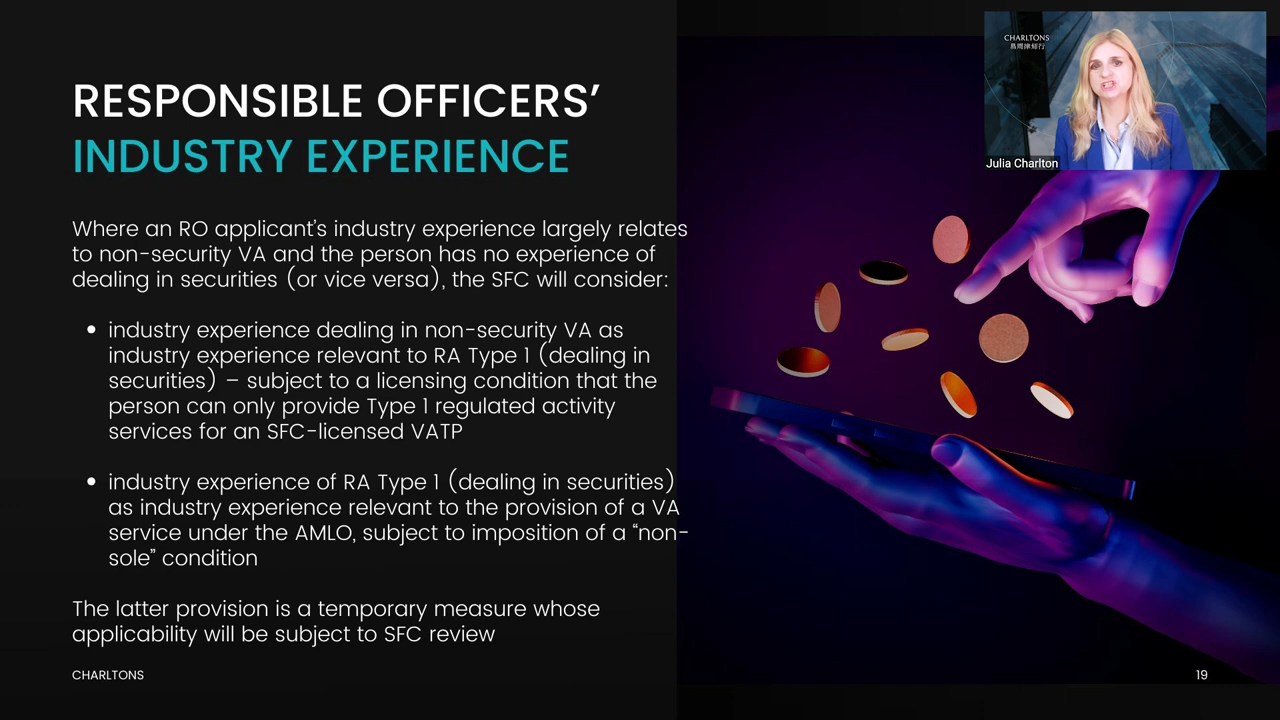 RESPONSIBLE OFFICERS’
INDUSTRY EXPERIENCE
Where an RO applicant’s industry experience largely relates
to non-security VA and the person has no experience of
dealing in securities (or vice versa), the SFC will consider:
• industry experience dealing in non-security VA as
industry experience relevant to RA Type 1 (dealing in
securities) – subject to a licensing condition that the
person can only provide Type 1 regulated activity
services for an SFC-licensed VATP
• industry experience of RA Type 1 (dealing in securities)
as industry experience relevant to the provision of a VA
service under the AMLO, subject to imposition of a “non-
sole” condition
The latter provision is a temporary measure whose
applicability will be subject to SFC review
CHARLTONS
19
CHARLTONS
易周律師行
Julia Charlton